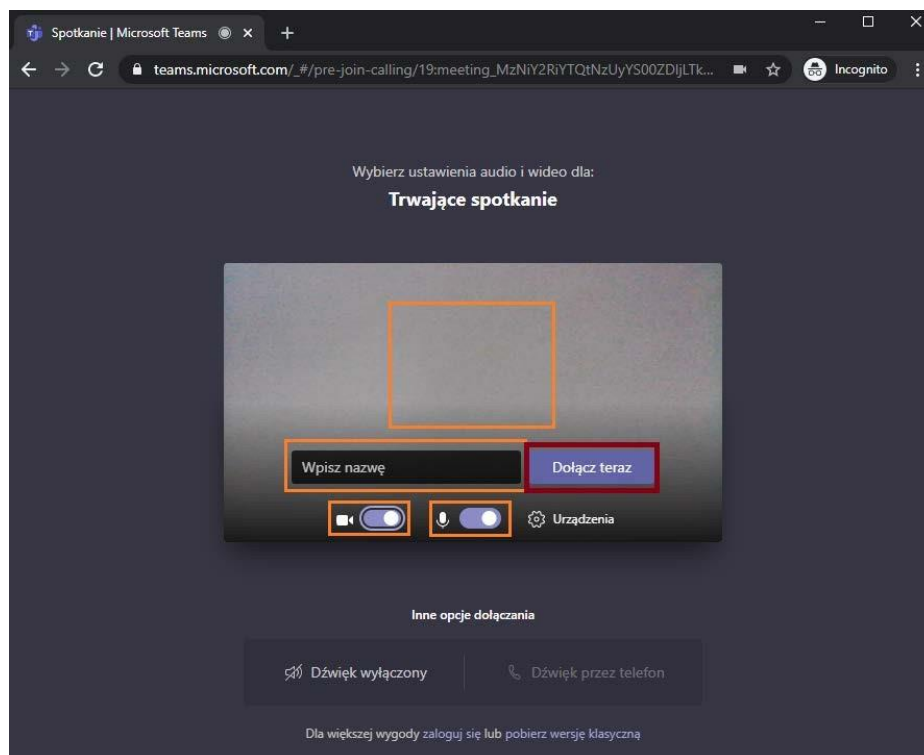 Spotkanie | Microsoft Teams
teams.microsoft.com/_#/pre-join-calling/19:meeting_MzNiY2RiYTQtNzUyYS00ZDIjLTk...
Incognito
Wybierz ustawienia audio i wideo dla:
Trwające spotkanie
Wpisz nazwę
Dołącz teraz
Urządzenia
Inne opcje dołączania
Dźwięk wyłączony
Dźwięk przez telefon
Dla większej wygody zaloguj się lub pobierz wersję klasyczną